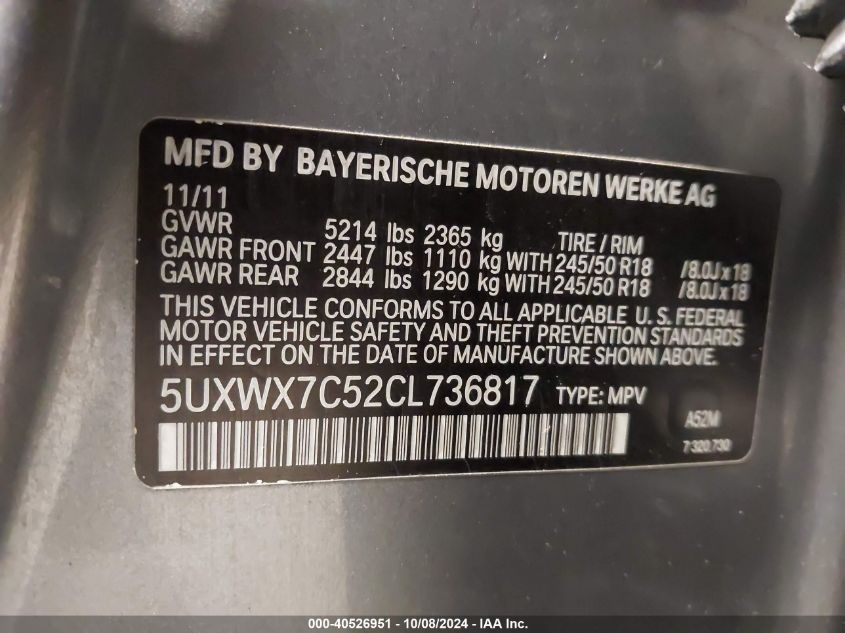 MFD BY BAYERISCHE MOTOREN WERKE AG
11/11
GVWR 5214 lbs 2365 kg TIRE / RIM
GAWR FRONT 2447 lbs 1110 kg WITH 245/50 R18 /8.0J x 18
GAWR REAR 2844 lbs 1290 kg WITH 245/50 R18 /8.0J x 18
THIS VEHICLE CONFORMS TO ALL APPLICABLE U. S. FEDERAL
MOTOR VEHICLE SAFETY AND THEFT PREVENTION STANDARDS
IN EFFECT ON THE DATE OF MANUFACTURE SHOWN ABOVE.
5UXWX7C52CL736817 TYPE: MPV
A52M
7 320 730
000-40526951 - 10/08/2024 - IAA Inc.